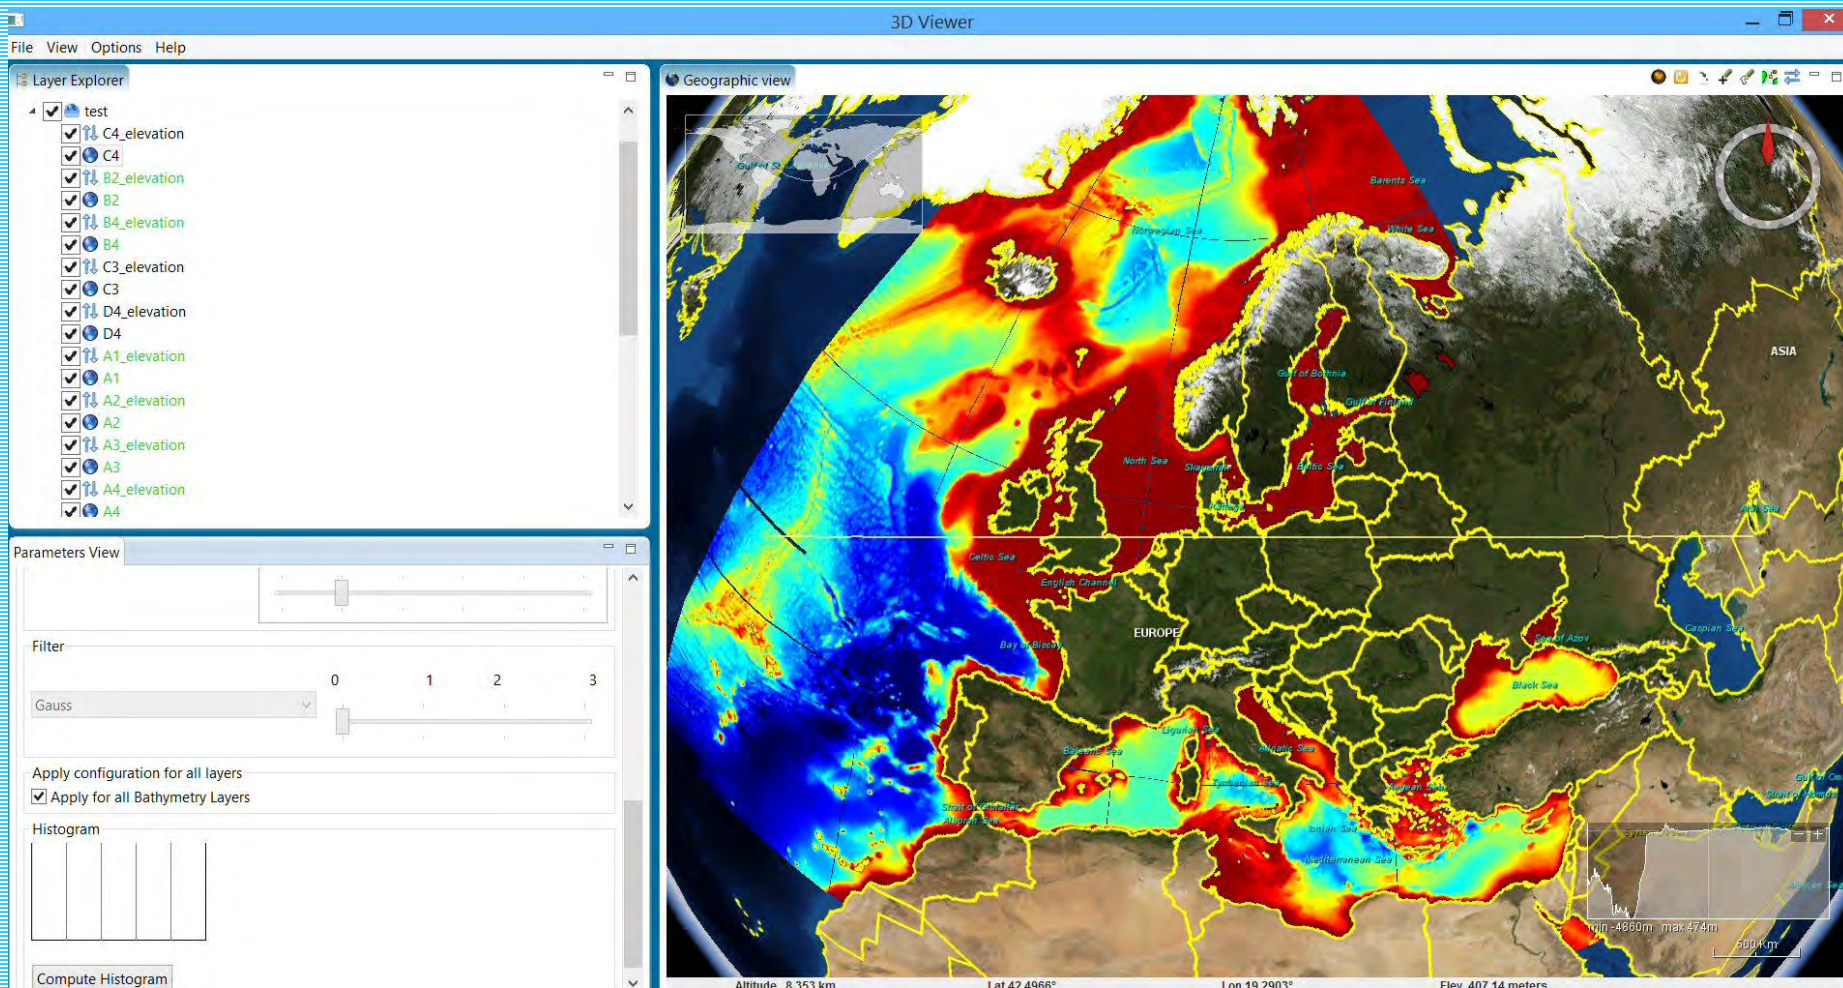 3D Viewer
File View Options Help
Layer Explorer
test
C4_elevation
C4
B2_elevation
B2
B4_elevation
B4
C3_elevation
C3
D4_elevation
D4
A1_elevation
A1
A2_elevation
A2
A3_elevation
A3
A4_elevation
A4
Parameters View
Filter
0 1 2 3
Gauss
Apply configuration for all layers
Apply for all Bathymetry Layers
Histogram
Compute Histogram
Geographic view
Barents Sea
White Sea
Norwegian Sea
ASIA
Gulf of Bothnia
Gulf of Finland
North Sea
Baltic Sea
Aral Sea
Celtic Sea
English Channel
EUROPE
Bay of Biscay
Sea of Azov
Caspian Sea
Black Sea
Ligurian Sea
Balearic Sea
Adriatic Sea
Tyrrhenian Sea
Aegean Sea
Strait of Gibraltar
Alboran Sea
Ionian Sea
Mediterranean Sea
min -4860m max 474m
500 Km
Altitude 8 353 km Lat 42.4966° Lon 19.2903° Elev 407.14 meters